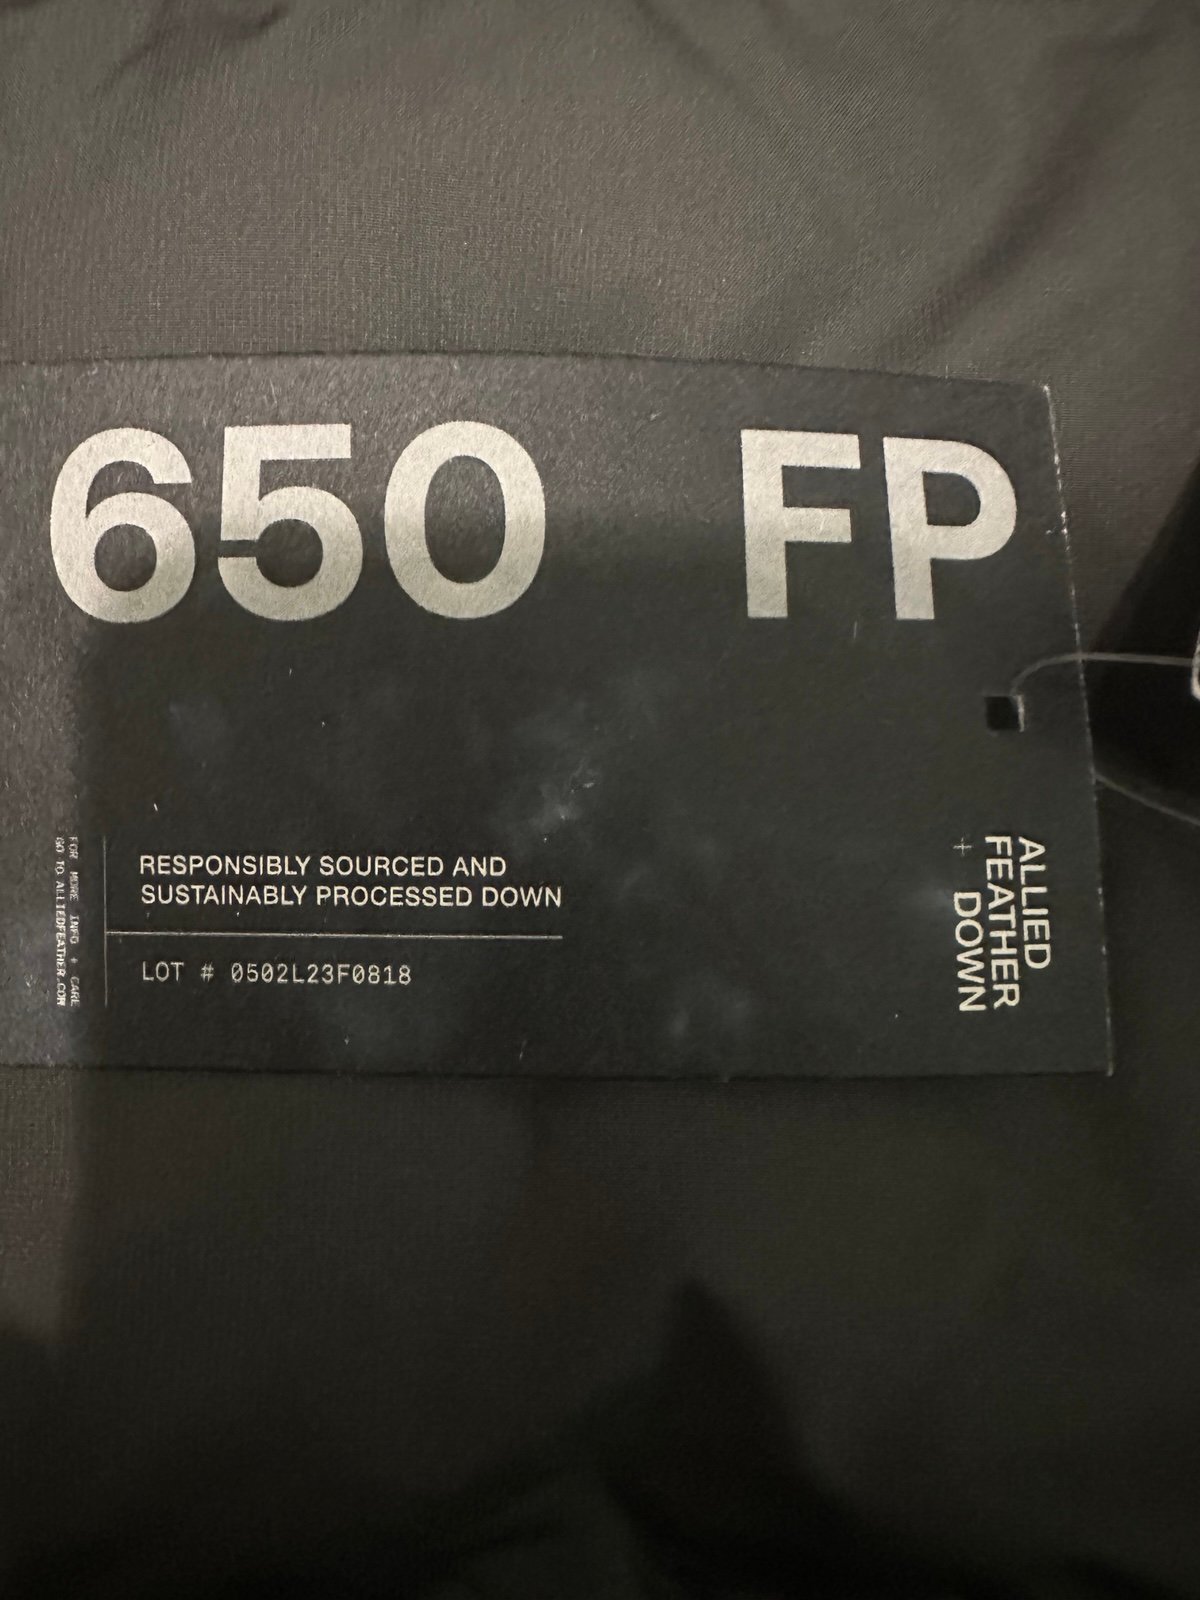 650 FP
RESPONSIBLY SOURCED AND
SUSTAINABLY PROCESSED DOWN
LOT # 0502L23F0818
FOR MORE INFO + CARE
GO TO ALLIEDFEATHER.COM
ALLIED
FEATHER
+ DOWN